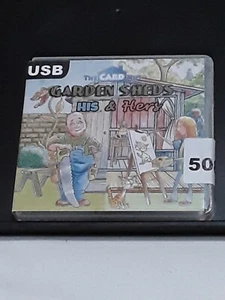 USB
The CARD
GARDEN SHEDS
HIS & Hers
50